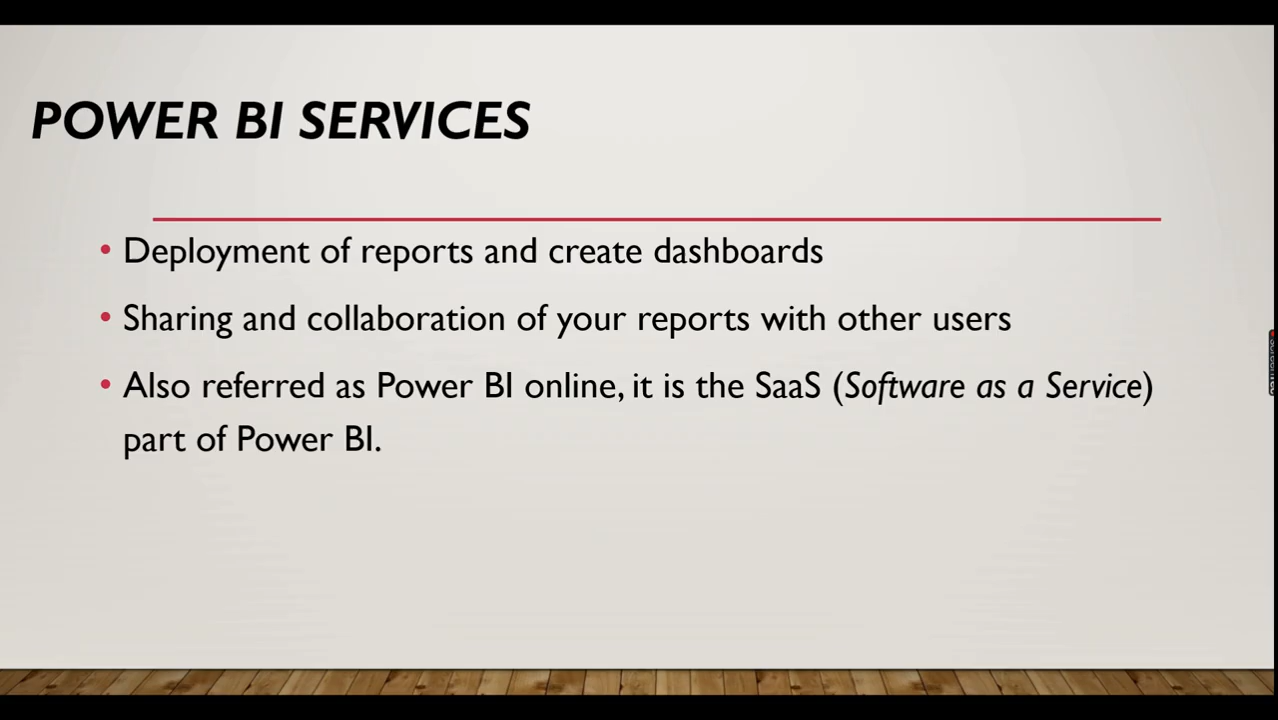 POWER BI SERVICES
• Deployment of reports and create dashboards
• Sharing and collaboration of your reports with other users
• Also referred as Power BI online, it is the SaaS (Software as a Service)
part of Power BI.